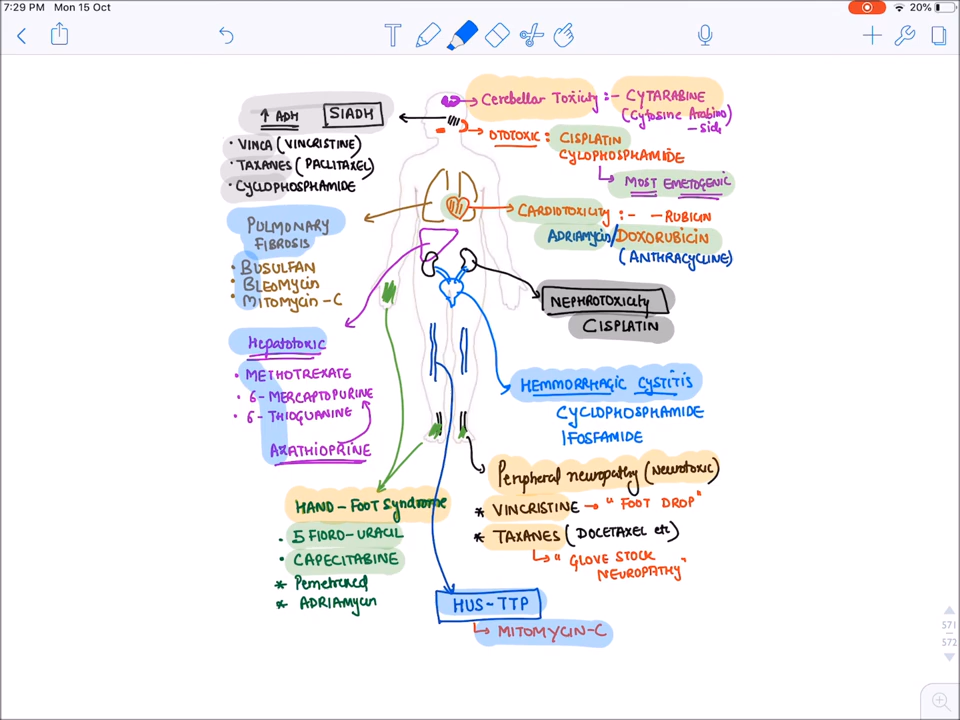 7:29 PM Mon 15 Oct
20%
Cerebellar Toxicity :- CYTARABINE
(Cytosine Arabino
- side)
↑ ADH SIADH
• VINCA (VINCRISTINE)
• TAXANES (PACLITAXEL)
• CYCLOPHOSPHAMIDE
OTOTOXIC : CISPLATIN
CYLOPHOSPHAMIDE
MOST EMETOGENIC
CARDIOTOXICITY :- - RUBICIN
ADRIAMYCIN/DOXORUBICIN
(ANTHRACYCLINE)
PULMONARY
FIBROSIS
• BUSULFAN
• BLEOMYCIN
• MITOMYCIN-C
NEPHROTOXICITY
CISPLATIN
Hepatotoxic
• METHOTREXATE
• 6-MERCAPTOPURINE
• 6-THIOGUANINE
AZATHIOPRINE
HEMMORRHAGIC CYSTITIS
CYCLOPHOSPHAMIDE
IFOSFAMIDE
Peripheral neuropathy (Neurotoxic)
* VINCRISTINE → "FOOT DROP"
* TAXANES (DOCETAXEL etc)
"GLOVE STOCK
NEUROPATHY"
HAND-FOOT Syndrome
• 5 FLORO-URACIL
• CAPECITABINE
* Pemetrexed
* ADRIAMYCIN
HUS-TTP
MITOMYCIN-C
571
572